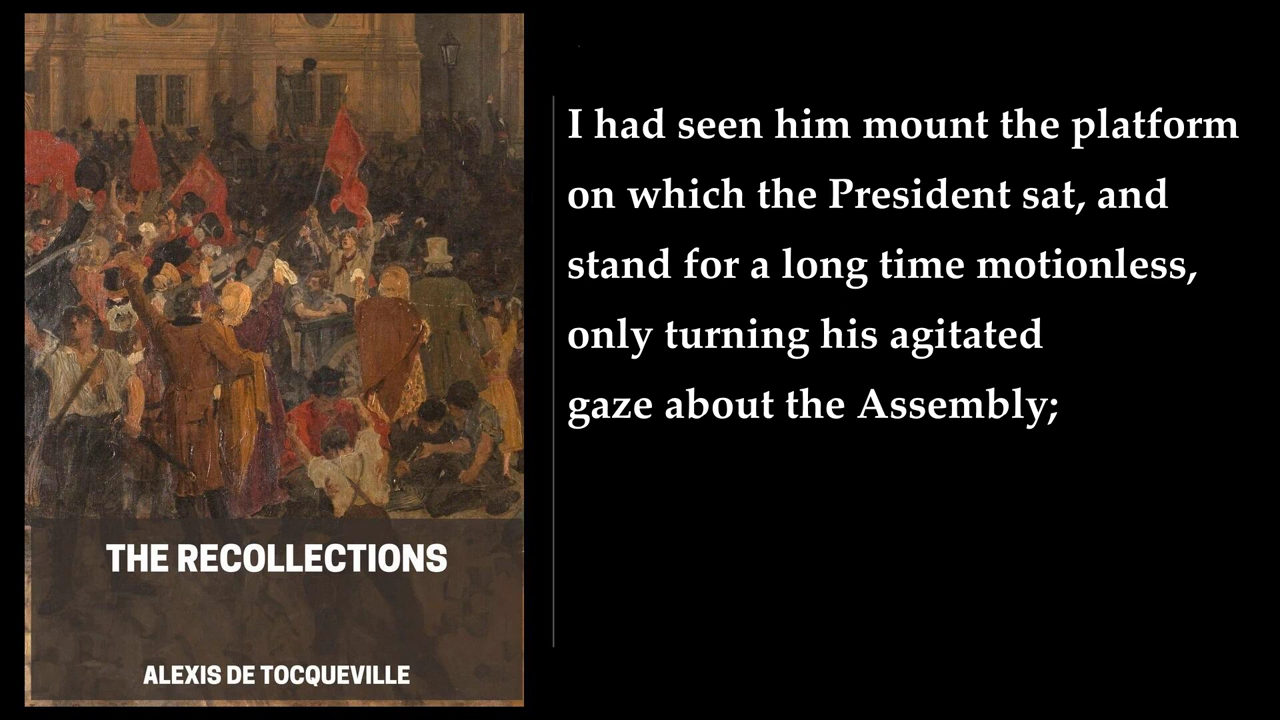 THE RECOLLECTIONS
ALEXIS DE TOCQUEVILLE
I had seen him mount the platform
on which the President sat, and
stand for a long time motionless,
only turning his agitated
gaze about the Assembly;